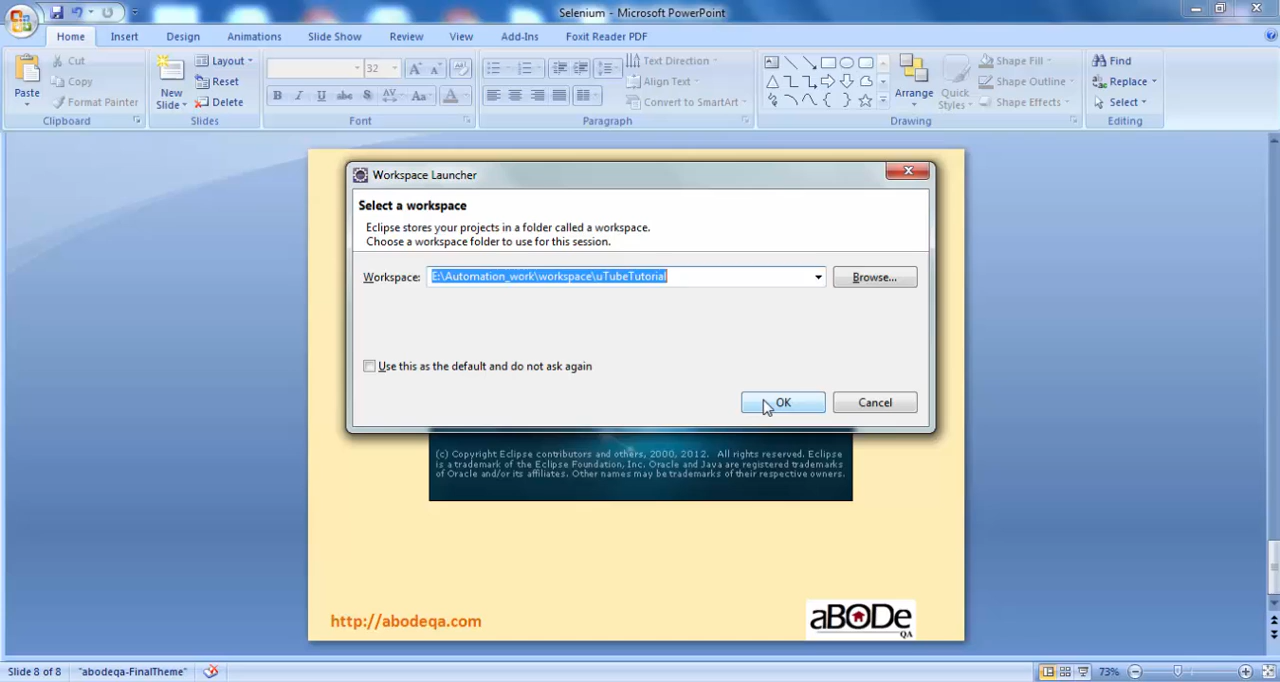 Selenium - Microsoft PowerPoint
Home Insert Design Animations Slide Show Review View Add-Ins Foxit Reader PDF
Paste
Cut
Copy
Format Painter
Clipboard
New Slide
Layout
Reset
Delete
Slides
32
B I U abc S AV Aa A
Font
Text Direction
Align Text
Convert to SmartArt
Paragraph
Arrange
Quick Styles
Shape Fill
Shape Outline
Shape Effects
Drawing
Find
Replace
Select
Editing
Workspace Launcher
Select a workspace
Eclipse stores your projects in a folder called a workspace.
Choose a workspace folder to use for this session.
Workspace: E:\Automation_work\workspace\uTubeTutorial Browse...
Use this as the default and do not ask again
OK Cancel
(c) Copyright Eclipse contributors and others, 2000, 2012. All rights reserved. Eclipse
is a trademark of the Eclipse Foundation, Inc. Oracle and Java are registered trademarks
of Oracle and/or its affiliates. Other names may be trademarks of their respective owners.
http://abodeqa.com
aBODe
QA
Slide 8 of 8 "abodeqa-FinalTheme" 73%